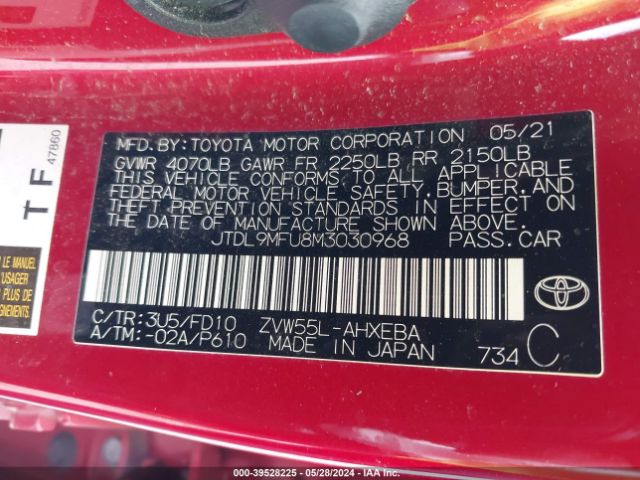 MFD. BY: TOYOTA MOTOR CORPORATION 05/21
GVWR 4070LB GAWR FR 2250LB RR 2150LB
THIS VEHICLE CONFORMS TO ALL APPLICABLE
FEDERAL MOTOR VEHICLE SAFETY, BUMPER, AND
THEFT PREVENTION STANDARDS IN EFFECT ON
THE DATE OF MANUFACTURE SHOWN ABOVE.
JTDL9MFU8M3030968 PASS. CAR
C/TR: 3U5/FD10 ZVW55L-AHXEBA
A/TM: -02A/P610 MADE IN JAPAN 734 C
TF
47860
LE MANUEL
USAGER
PLUS DE
NEMENTS.
000-39528225 - 05/28/2024 - IAA Inc.